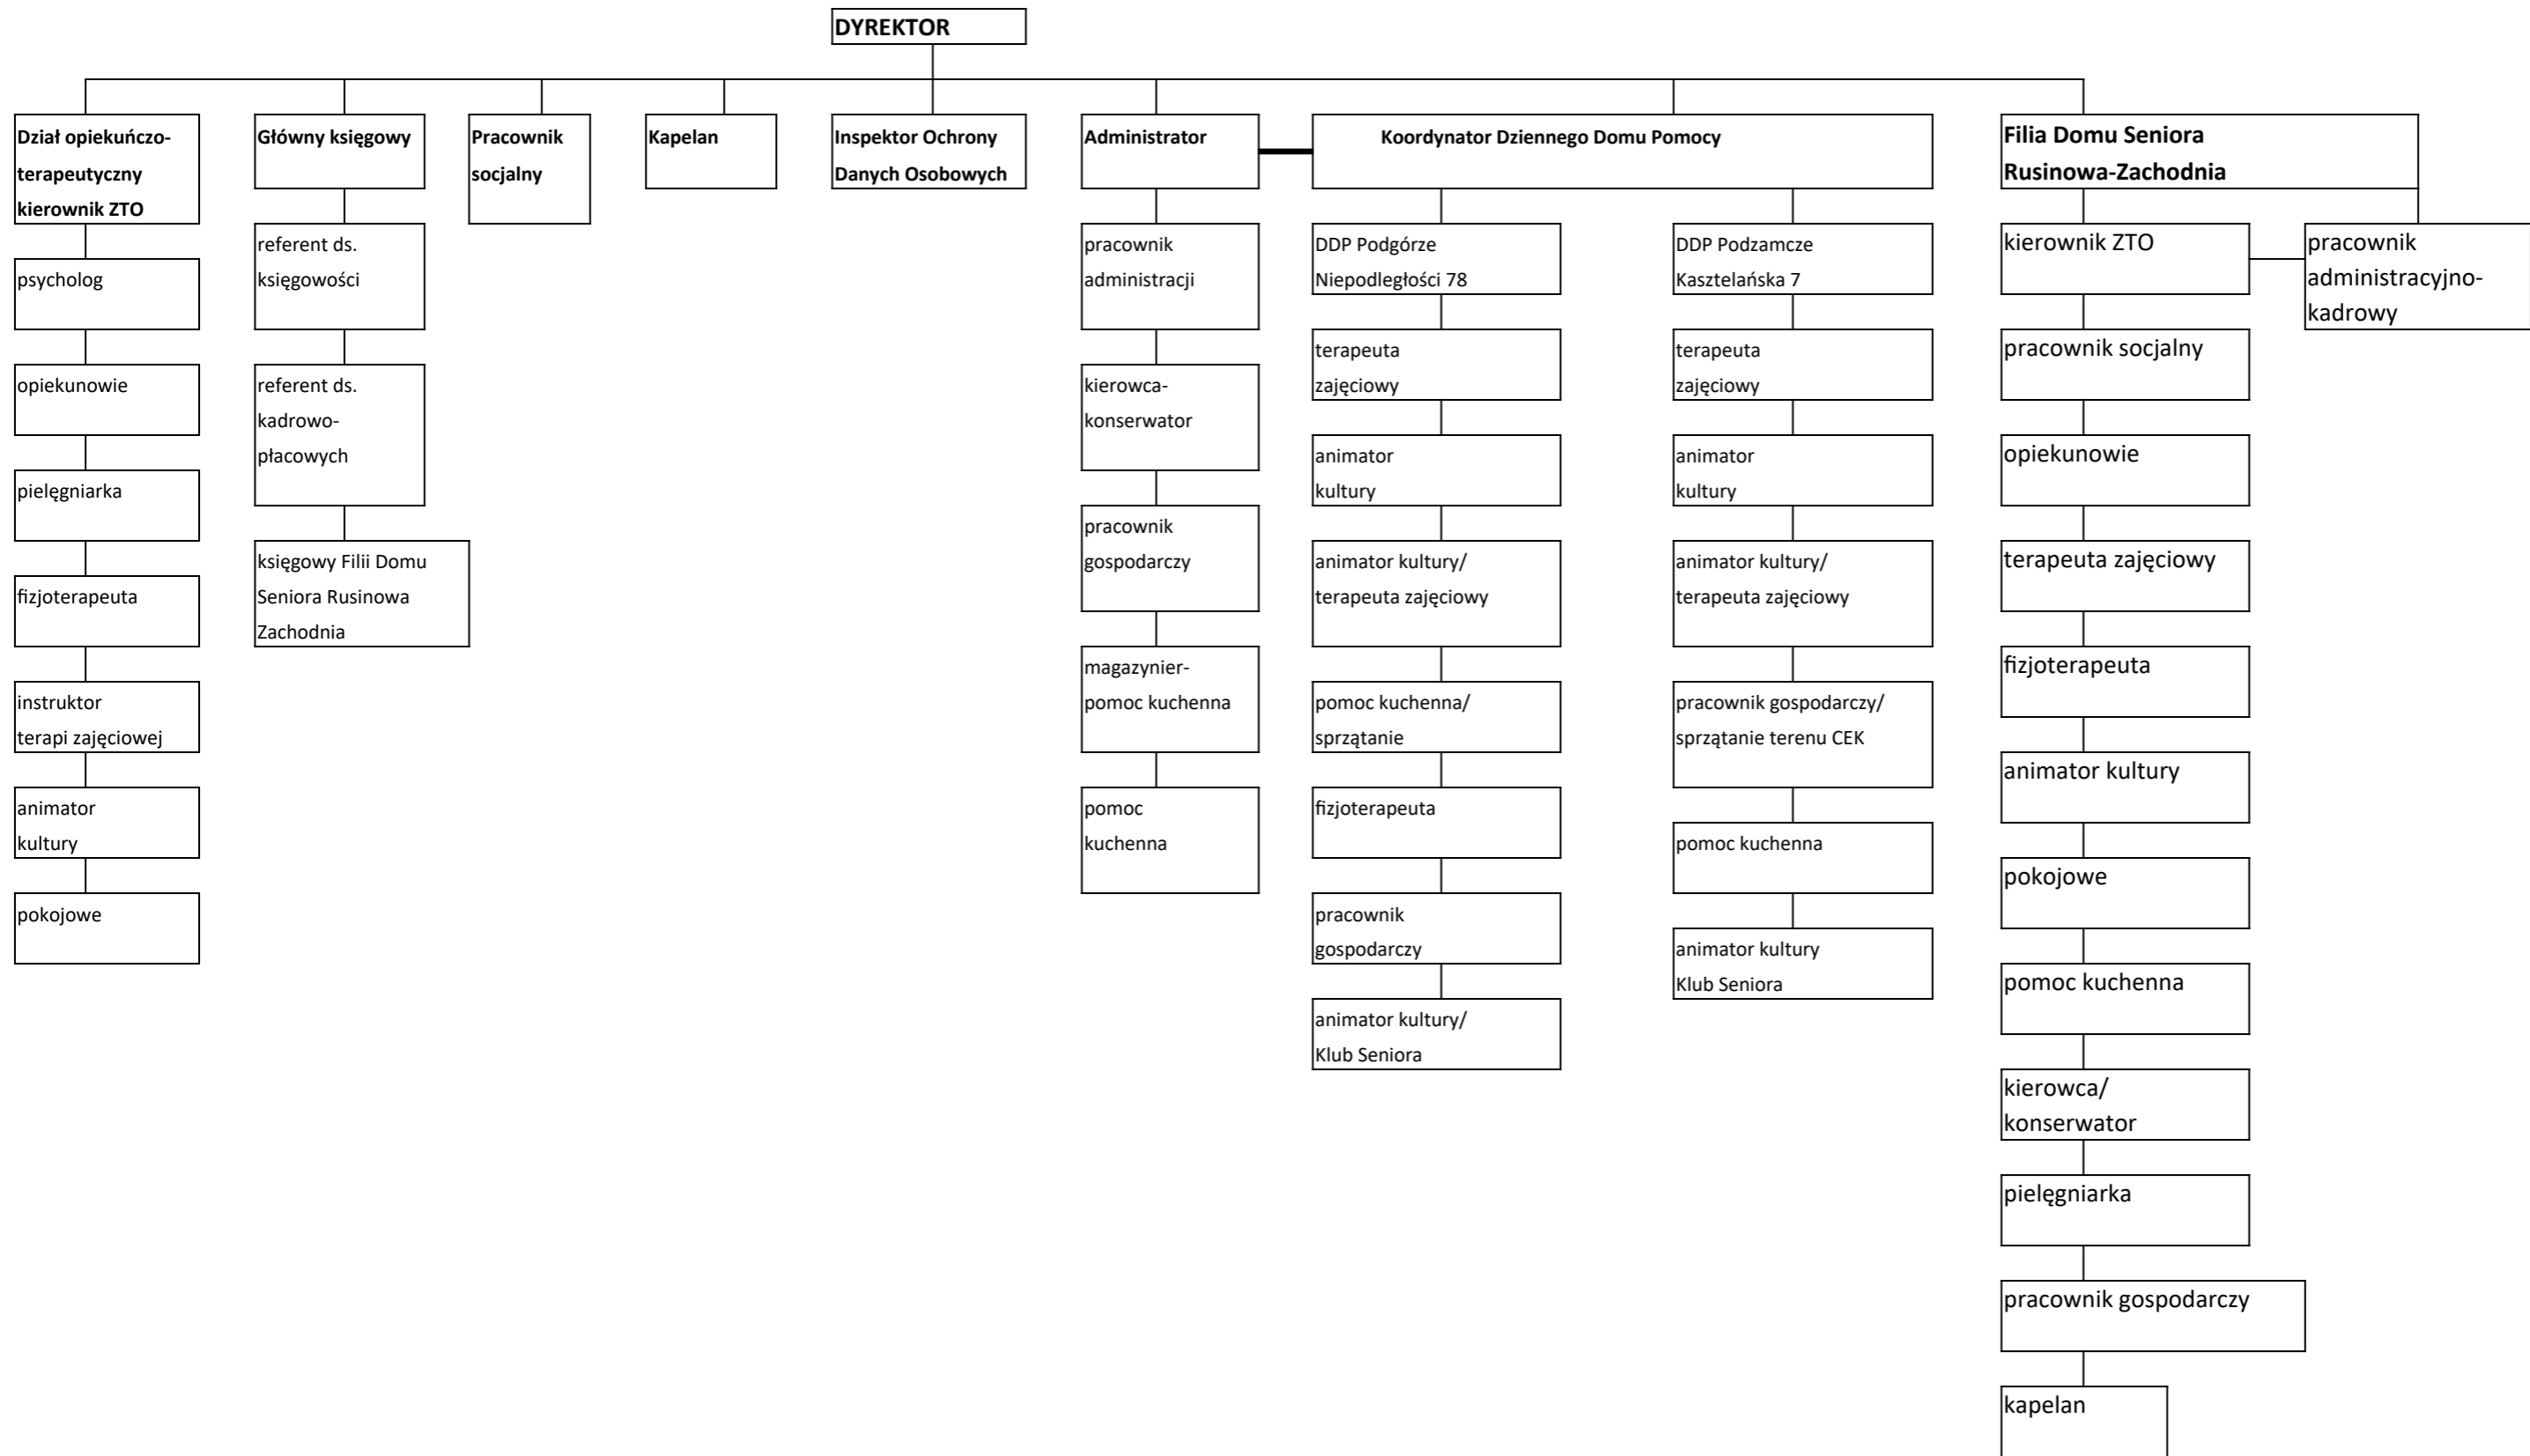 DYREKTOR
Dział opiekuńczo-
terapeutyczny
kierownik ZTO
psycholog
opiekunowie
pielęgniarka
fizjoterapeuta
instruktor
terapi zajęciowej
animator
kultury
pokojowe
Główny księgowy
referent ds.
księgowości
referent ds.
kadrowo-
płacowych
księgowy Filii Domu
Seniora Rusinowa
Zachodnia
Pracownik
socjalny
Kapelan
Inspektor Ochrony
Danych Osobowych
Administrator
pracownik
administracji
kierowca-
konserwator
pracownik
gospodarczy
magazynier-
pomoc kuchenna
pomoc
kuchenna
Koordynator Dziennego Domu Pomocy
DDP Podgórze
Niepodległości 78
terapeuta
zajęciowy
animator
kultury
animator kultury/
terapeuta zajęciowy
pomoc kuchenna/
sprzątanie
fizjoterapeuta
pracownik
gospodarczy
animator kultury/
Klub Seniora
DDP Podzamcze
Kasztelańska 7
terapeuta
zajęciowy
animator
kultury
animator kultury/
terapeuta zajęciowy
pracownik gospodarczy/
sprzątanie terenu CEK
pomoc kuchenna
animator kultury
Klub Seniora
Filia Domu Seniora
Rusinowa-Zachodnia
kierownik ZTO
pracownik
administracyjno-
kadrowy
pracownik socjalny
opiekunowie
terapeuta zajęciowy
fizjoterapeuta
animator kultury
pokojowe
pomoc kuchenna
kierowca/
konserwator
pielęgniarka
pracownik gospodarczy
kapelan